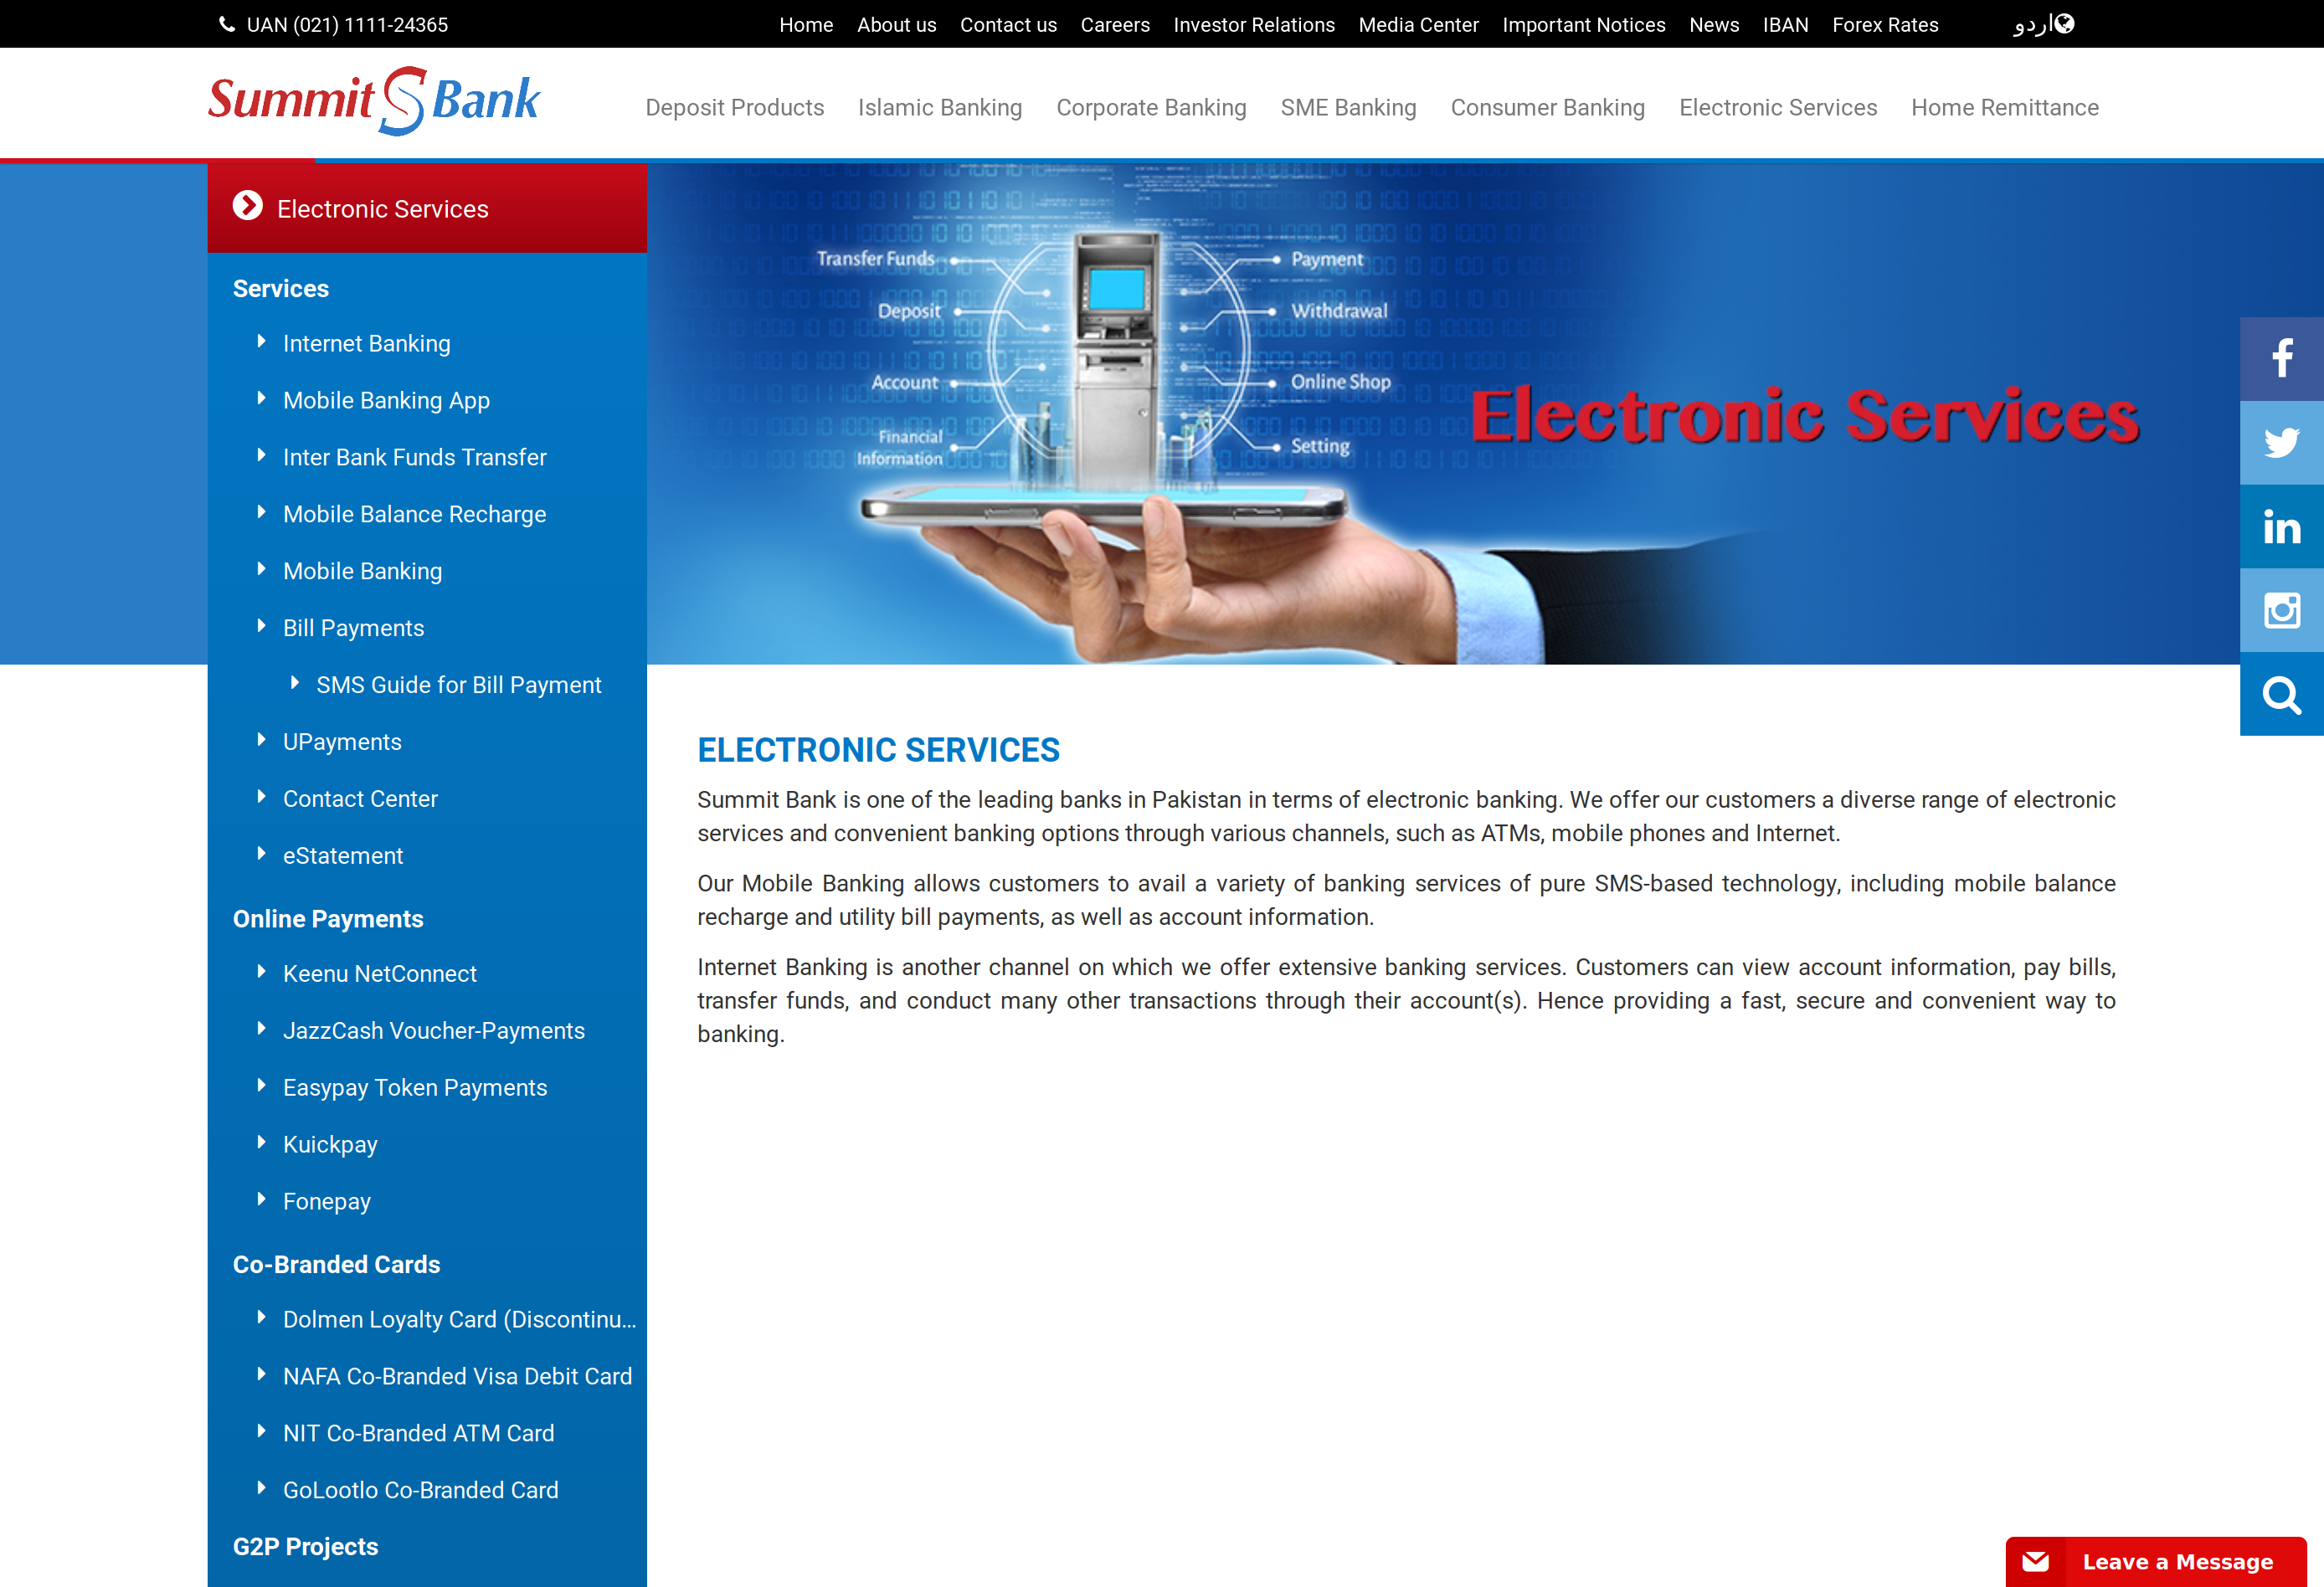 UAN (021) 1111-24365
Home About us Contact us Careers Investor Relations Media Center Important Notices News IBAN Forex Rates اردو
Summit S Bank
Deposit Products Islamic Banking Corporate Banking SME Banking Consumer Banking Electronic Services Home Remittance
Electronic Services
Services
Internet Banking
Mobile Banking App
Inter Bank Funds Transfer
Mobile Balance Recharge
Mobile Banking
Bill Payments
SMS Guide for Bill Payment
UPayments
Contact Center
eStatement
Online Payments
Keenu NetConnect
JazzCash Voucher-Payments
Easypay Token Payments
Kuickpay
Fonepay
Co-Branded Cards
Dolmen Loyalty Card (Discontinu...
NAFA Co-Branded Visa Debit Card
NIT Co-Branded ATM Card
GoLootlo Co-Branded Card
G2P Projects
Transfer Funds
Deposit
Account
Financial
Information
Payment
Withdrawal
Online Shop
Setting
Electronic Services
ELECTRONIC SERVICES
Summit Bank is one of the leading banks in Pakistan in terms of electronic banking. We offer our customers a diverse range of electronic
services and convenient banking options through various channels, such as ATMs, mobile phones and Internet.
Our Mobile Banking allows customers to avail a variety of banking services of pure SMS-based technology, including mobile balance
recharge and utility bill payments, as well as account information.
Internet Banking is another channel on which we offer extensive banking services. Customers can view account information, pay bills,
transfer funds, and conduct many other transactions through their account(s). Hence providing a fast, secure and convenient way to
banking.
Leave a Message